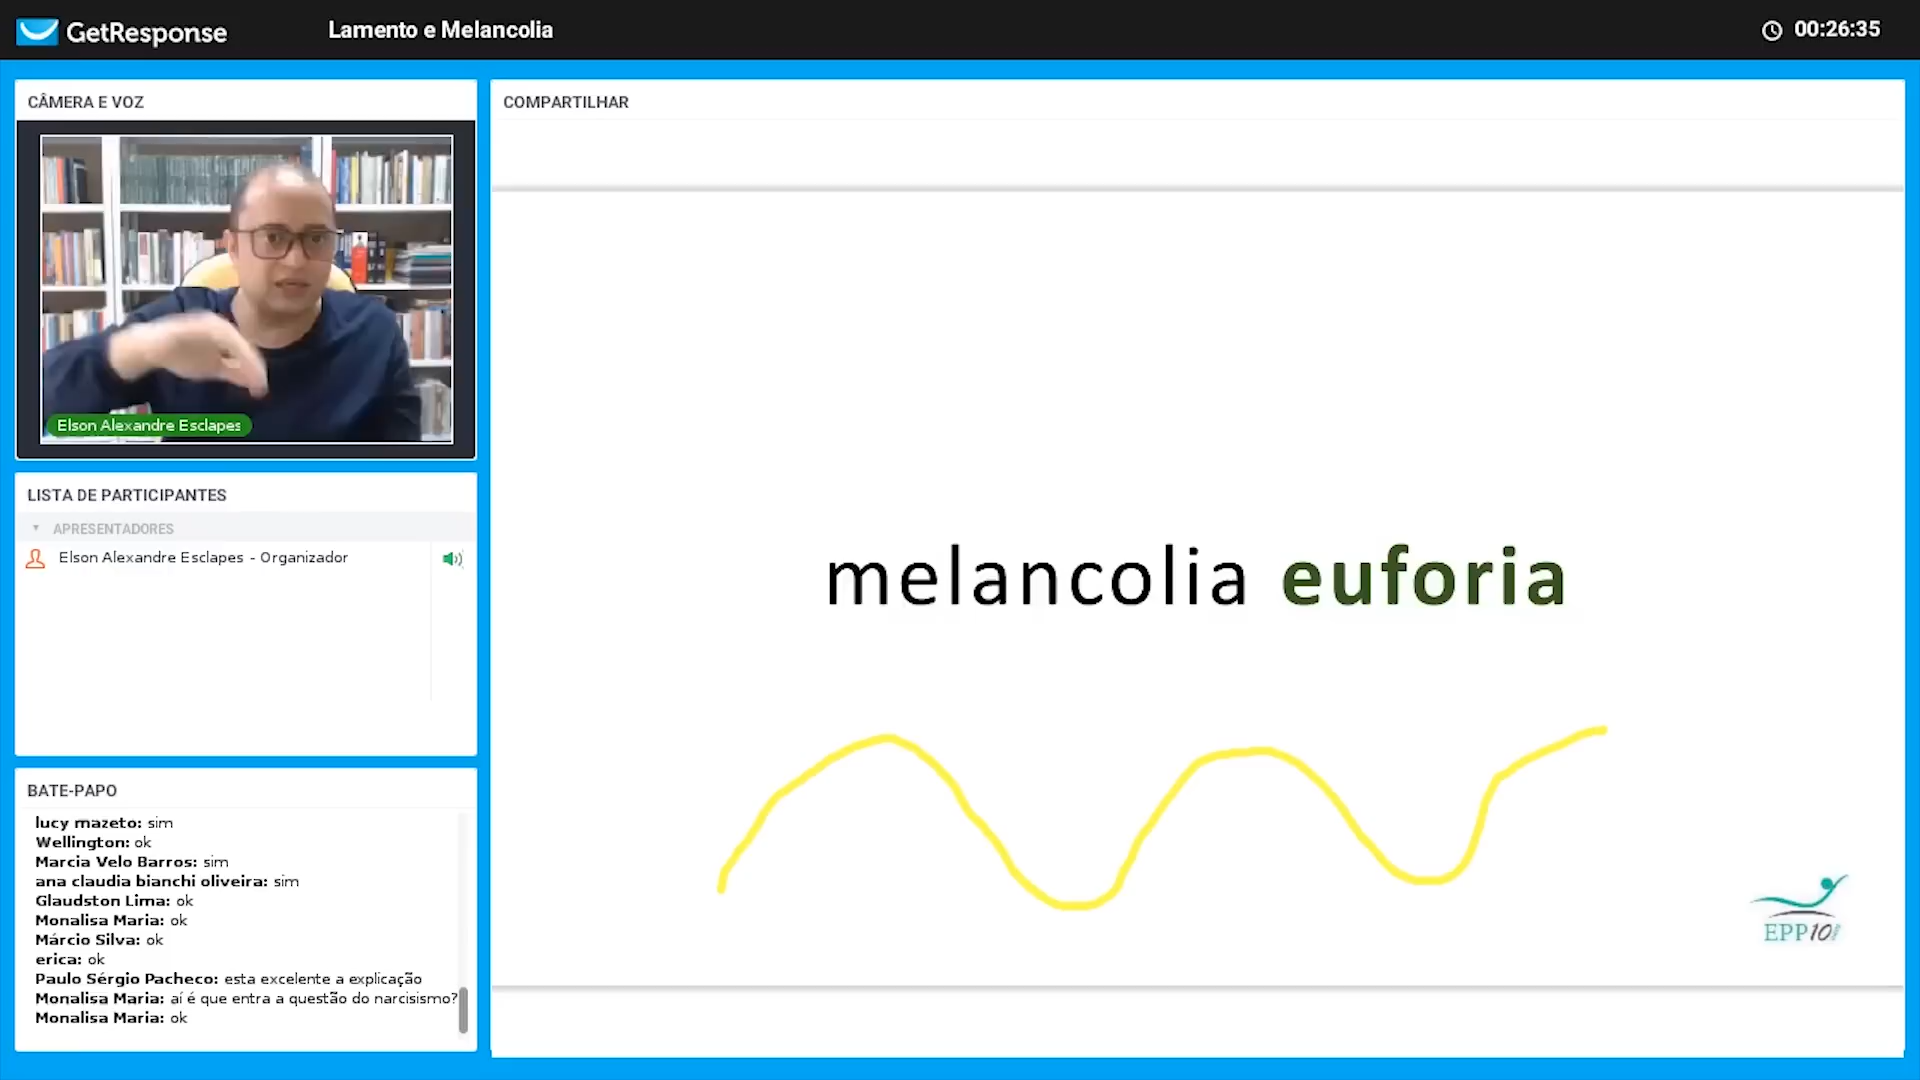 GetResponse
Lamento e Melancolia
00:26:35
CÂMERA E VOZ
Elson Alexandre Esclapes
LISTA DE PARTICIPANTES
APRESENTADORES
Elson Alexandre Esclapes - Organizador
BATE-PAPO
lucy mazeto: sim
Wellington: ok
Marcia Velo Barros: sim
ana claudia bianchi oliveira: sim
Glaudston Lima: ok
Monalisa Maria: ok
Márcio Silva: ok
erica: ok
Paulo Sérgio Pacheco: esta excelente a explicação
Monalisa Maria: aí é que entra a questão do narcisismo?
Monalisa Maria: ok
COMPARTILHAR
melancolia euforia
EPP10